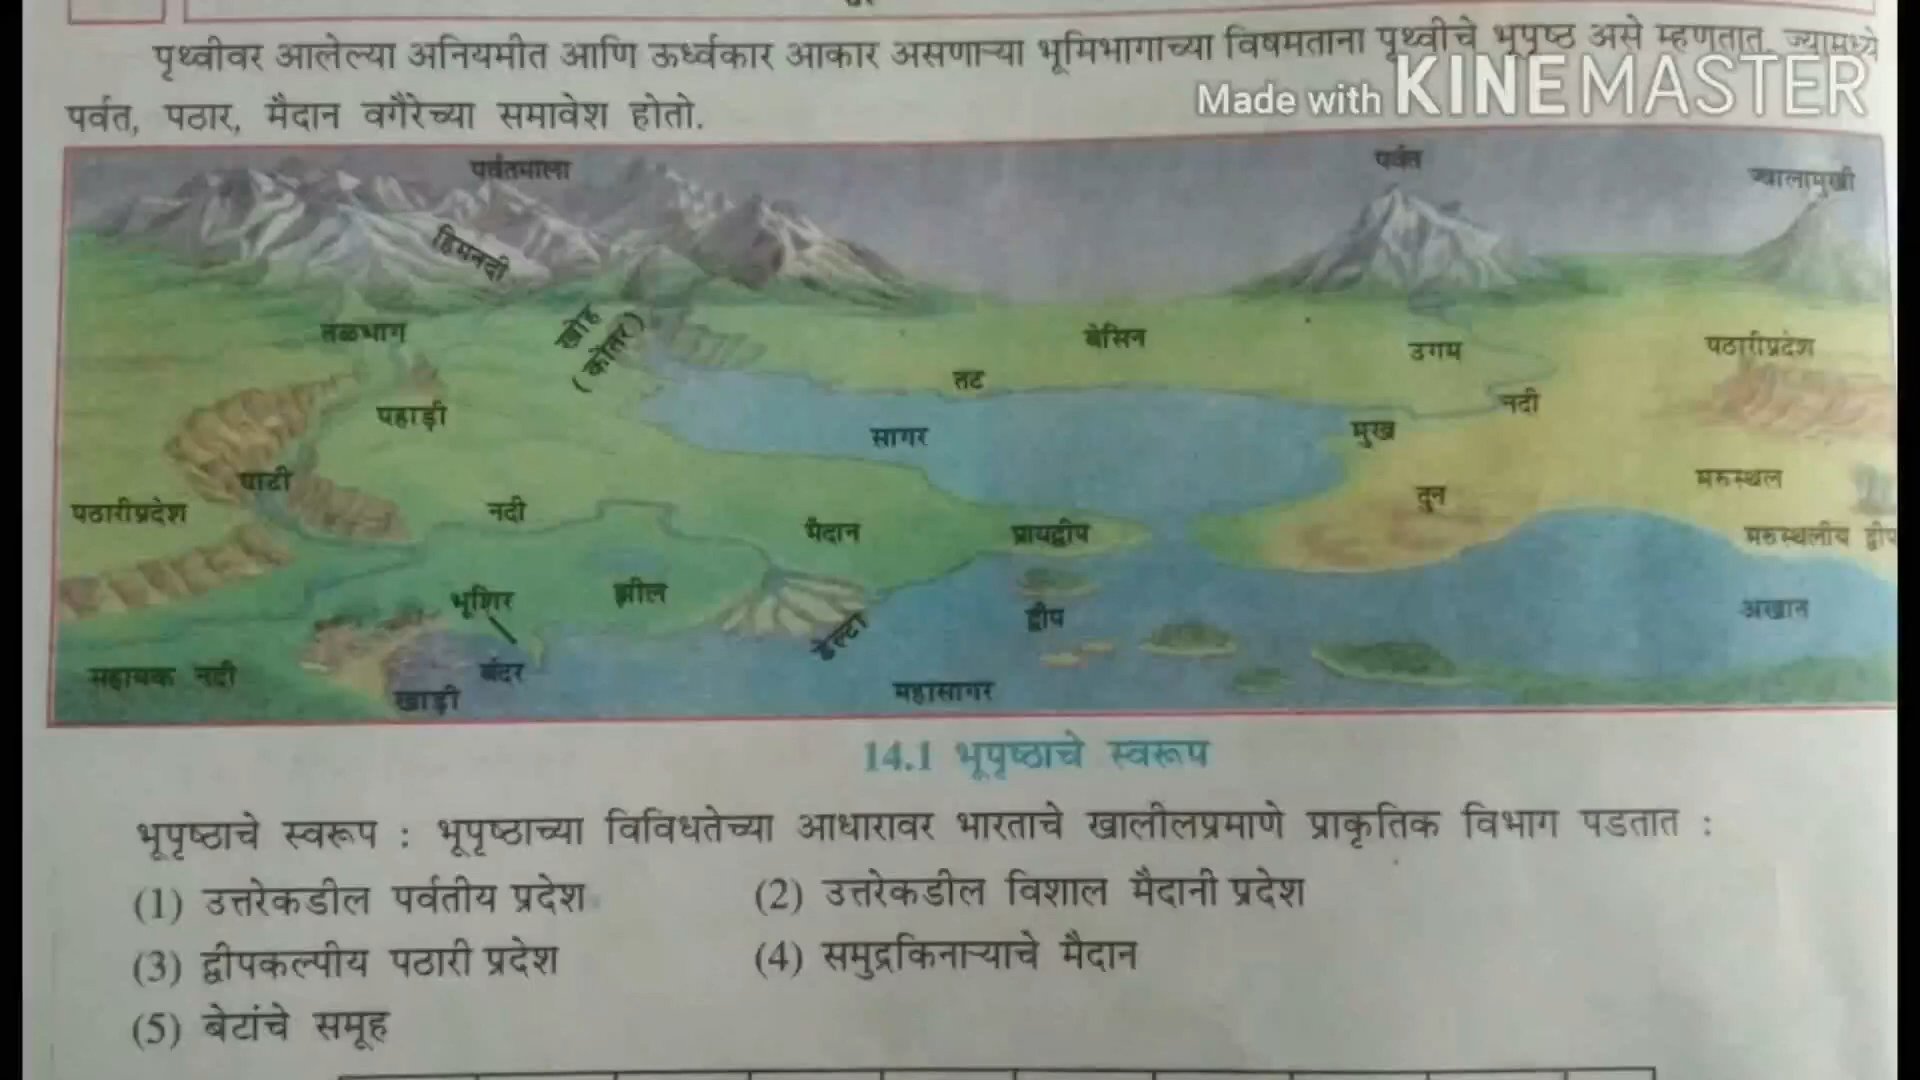 पृथ्वीवर आलेल्या अनियमीत आणि ऊर्ध्वकार आकार असणाऱ्या भूमिभागाच्या विषमताना पृथ्वीचे भूपृष्ठ असे म्हणतात. ज्यामध्ये
Made with KINEMASTER
पर्वत, पठार, मैदान वगैरेच्या समावेश होतो.
पर्वतमाला
पर्वत
ज्वालामुखी
हिमनदी
खोह
(कोतर)
तळभाग
बेसिन
उगम
पठारीप्रदेश
तट
नदी
पहाड़ी
सागर
मुख
घाटी
मरुस्थल
दुन
पठारीप्रदेश
नदी
मैदान
प्रायद्वीप
मरुस्थलीय द्वीप
भूशिर
झील
द्वीप
अखात
डेल्टा
सहायक नदी
बंदर
खाड़ी
महासागर
14.1 भूपृष्ठाचे स्वरूप
भूपृष्ठाचे स्वरूप : भूपृष्ठाच्या विविधतेच्या आधारावर भारताचे खालीलप्रमाणे प्राकृतिक विभाग पडतात :
(1) उत्तरेकडील पर्वतीय प्रदेश (2) उत्तरेकडील विशाल मैदानी प्रदेश
(3) द्वीपकल्पीय पठारी प्रदेश (4) समुद्रकिनाऱ्याचे मैदान
(5) बेटांचे समूह